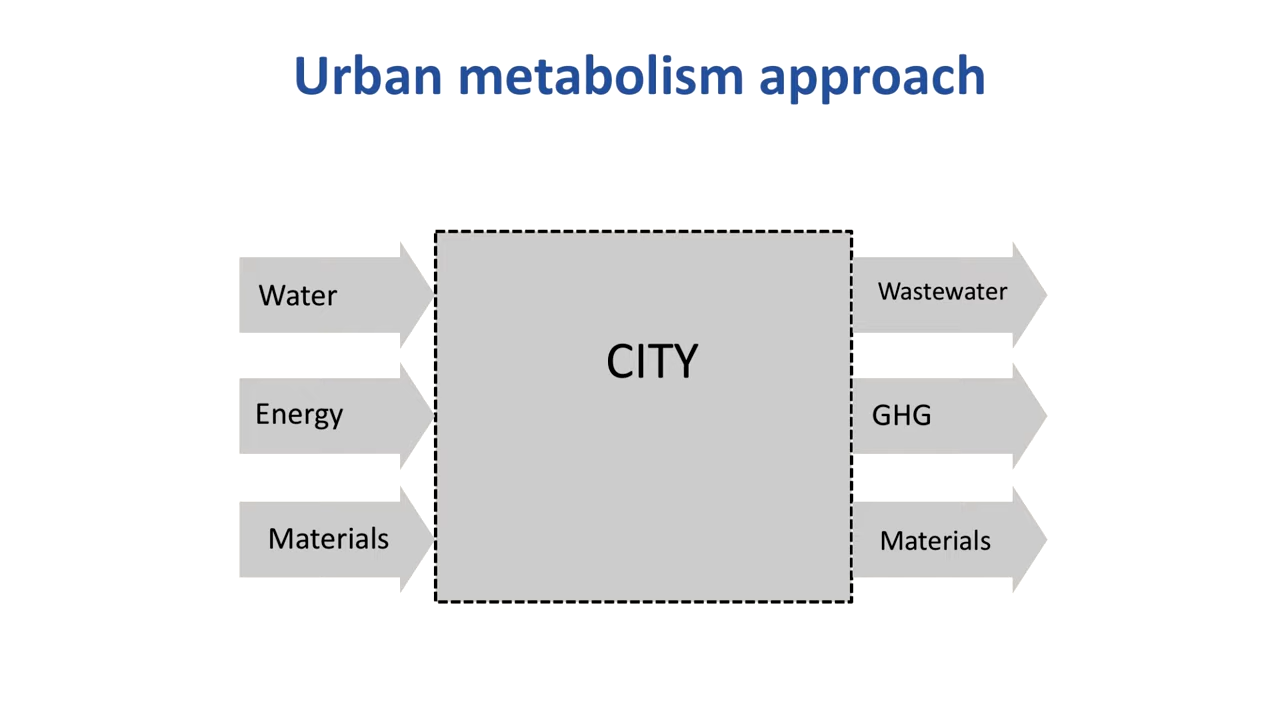 Urban metabolism approach
Water
Energy
Materials
CITY
Wastewater
GHG
Materials